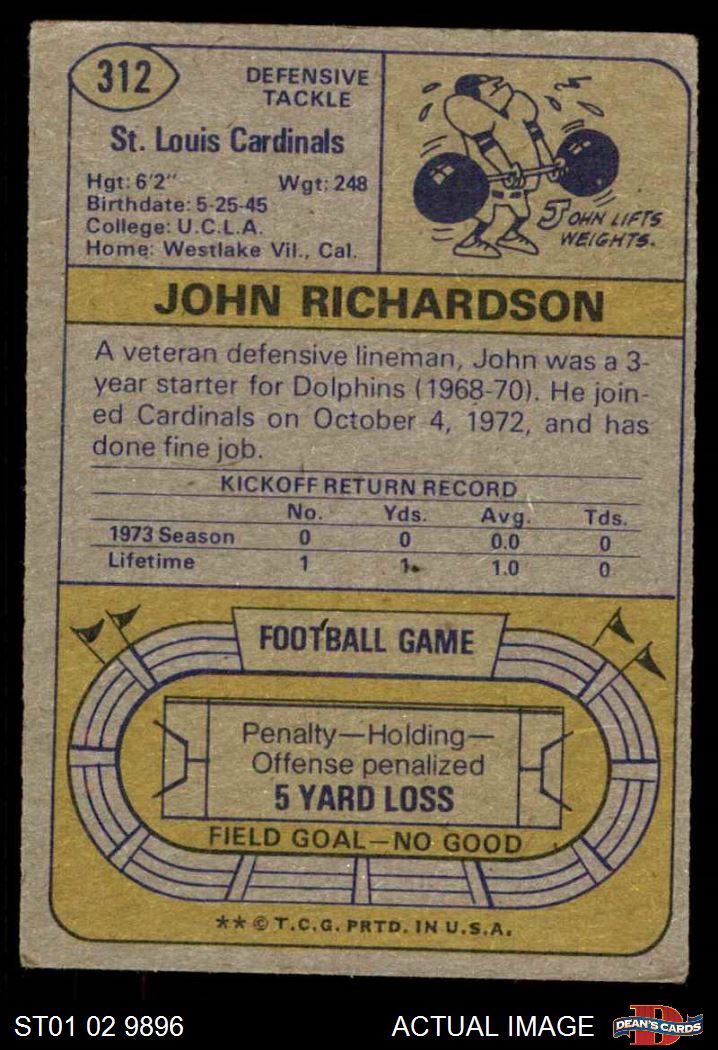 312
DEFENSIVE
TACKLE
St. Louis Cardinals
Hgt: 6'2" Wgt: 248
Birthdate: 5-25-45
College: U.C.L.A.
Home: Westlake Vil., Cal.
JOHN LIFTS
WEIGHTS.
JOHN RICHARDSON
A veteran defensive lineman, John was a 3-
year starter for Dolphins (1968-70). He join-
ed Cardinals on October 4, 1972, and has
done fine job.
KICKOFF RETURN RECORD
No. Yds. Avg. Tds.
1973 Season 0 0 0.0 0
Lifetime 1 1 1.0 0
FOOTBALL GAME
Penalty—Holding—
Offense penalized
5 YARD LOSS
FIELD GOAL—NO GOOD
** © T.C.G. PRTD. IN U.S.A.
ST01 02 9896 ACTUAL IMAGE D DEAN'S CARDS